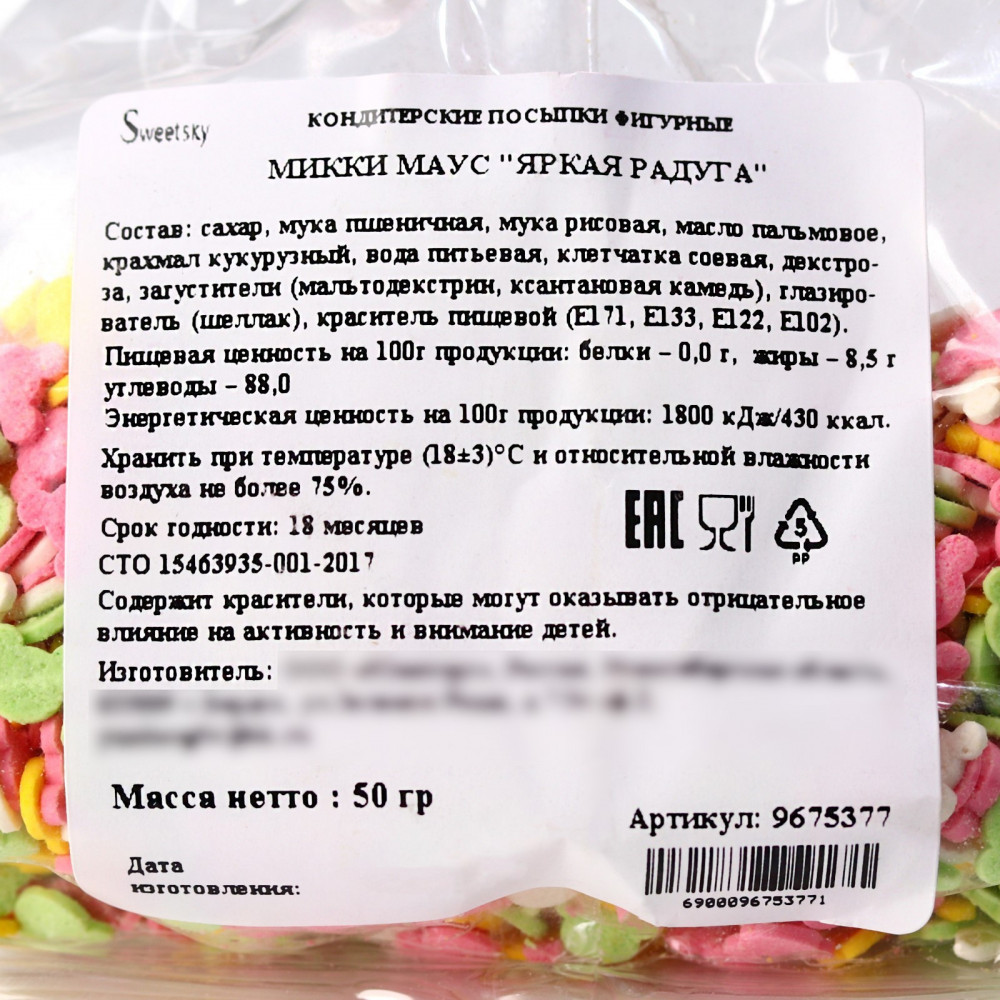 Sweetsky
КОНДИТЕРСКИЕ ПОСЫПКИ ФИГУРНЫЕ
МИККИ МАУС "ЯРКАЯ РАДУГА"
Состав: сахар, мука пшеничная, мука рисовая, масло пальмовое,
крахмал кукурузный, вода питьевая, клетчатка соевая, декстро-
за, загустители (мальтодекстрин, ксантановая камедь), глазиро-
ватель (шеллак), краситель пищевой (Е171, Е133, Е122, Е102).
Пищевая ценность на 100г продукции: белки – 0,0 г, жиры – 8,5 г
углеводы – 88,0
Энергетическая ценность на 100г продукции: 1800 кДж/430 ккал.
Хранить при температуре (18±3)°С и относительной влажности
воздуха не более 75%.
Срок годности: 18 месяцев
СТО 15463935-001-2017
EAC
5
PP
Содержит красители, которые могут оказывать отрицательное
влияние на активность и внимание детей.
Изготовитель:
Масса нетто : 50 гр
Артикул: 9675377
Дата
изготовления:
6900096753771